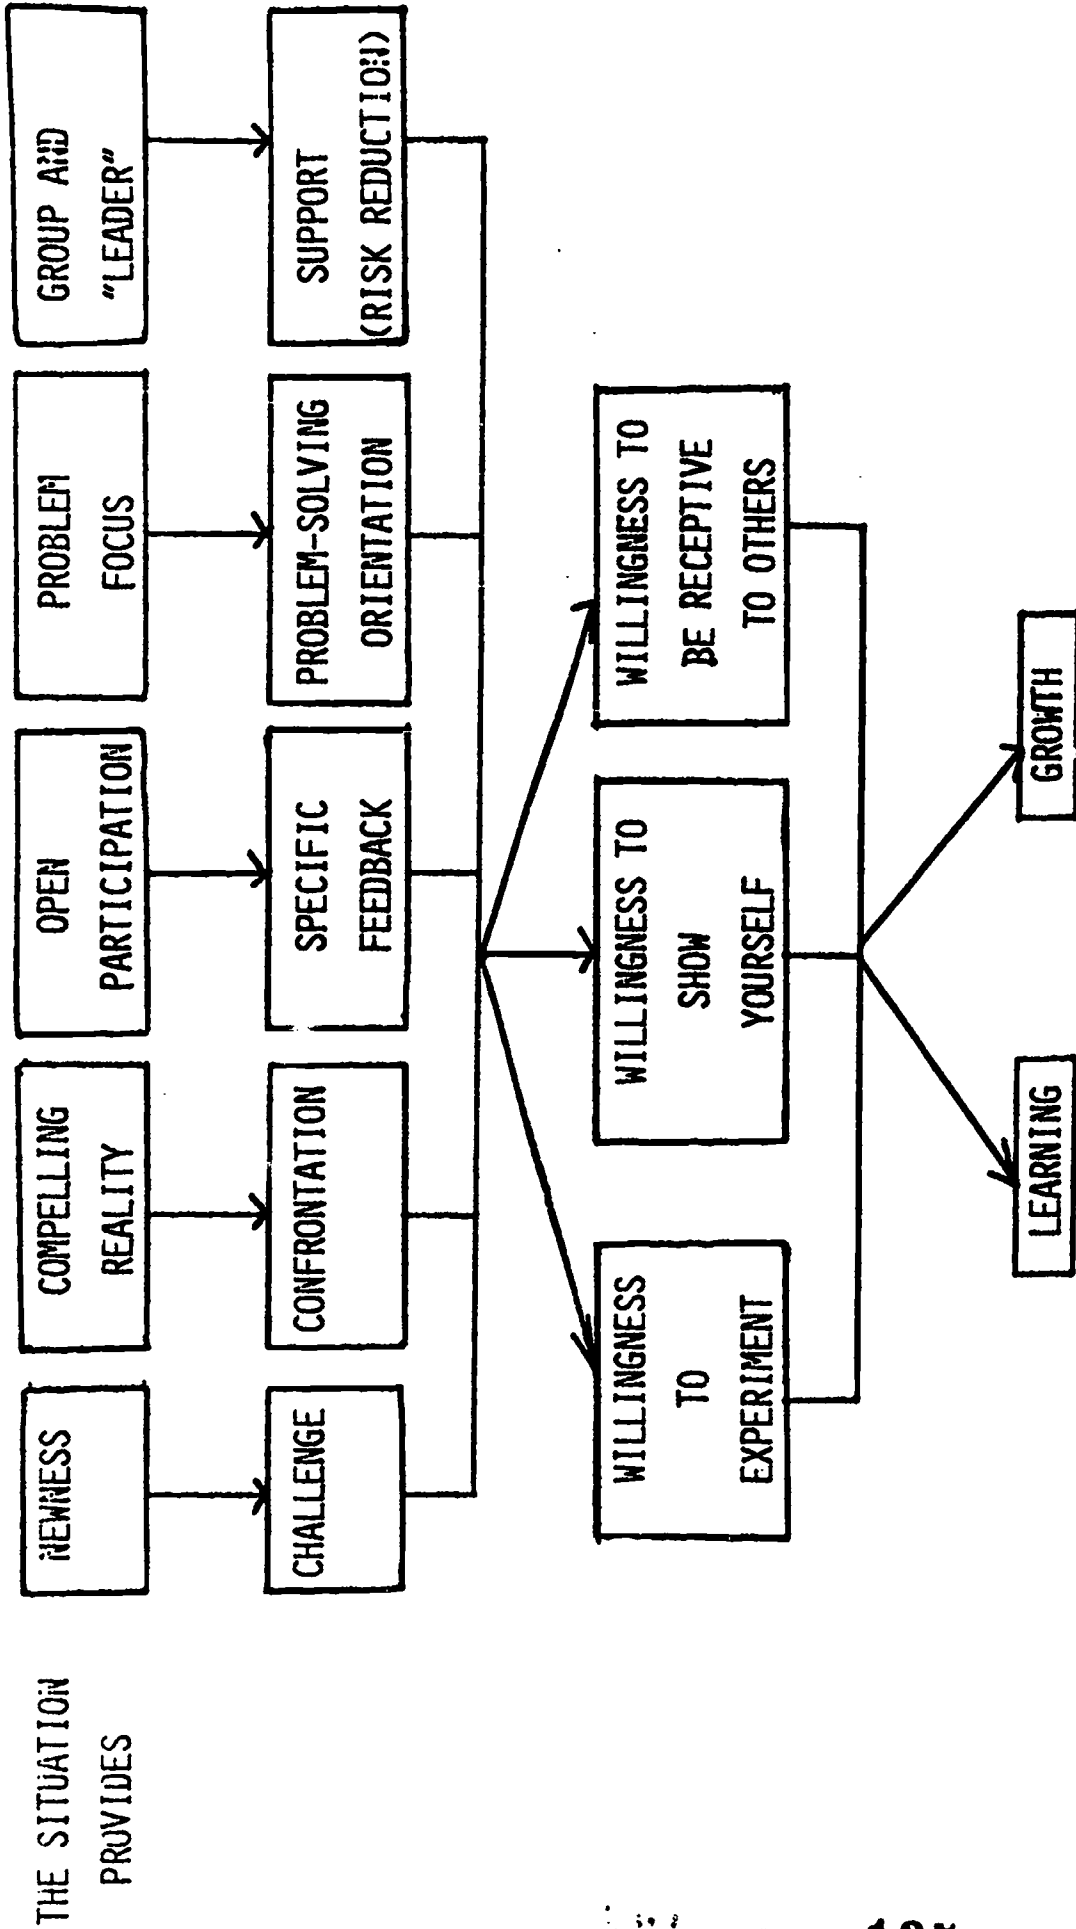 THE SITUATION
PROVIDES
NEWNESS
COMPELLING
REALITY
OPEN
PARTICIPATION
PROBLEM
FOCUS
GROUP AND
"LEADER"
CHALLENGE
CONFRONTATION
SPECIFIC
FEEDBACK
PROBLEM-SOLVING
ORIENTATION
SUPPORT
(RISK REDUCTION)
WILLINGNESS
TO
EXPERIMENT
WILLINGNESS TO
SHOW
YOURSELF
WILLINGNESS TO
BE RECEPTIVE
TO OTHERS
LEARNING
GROWTH